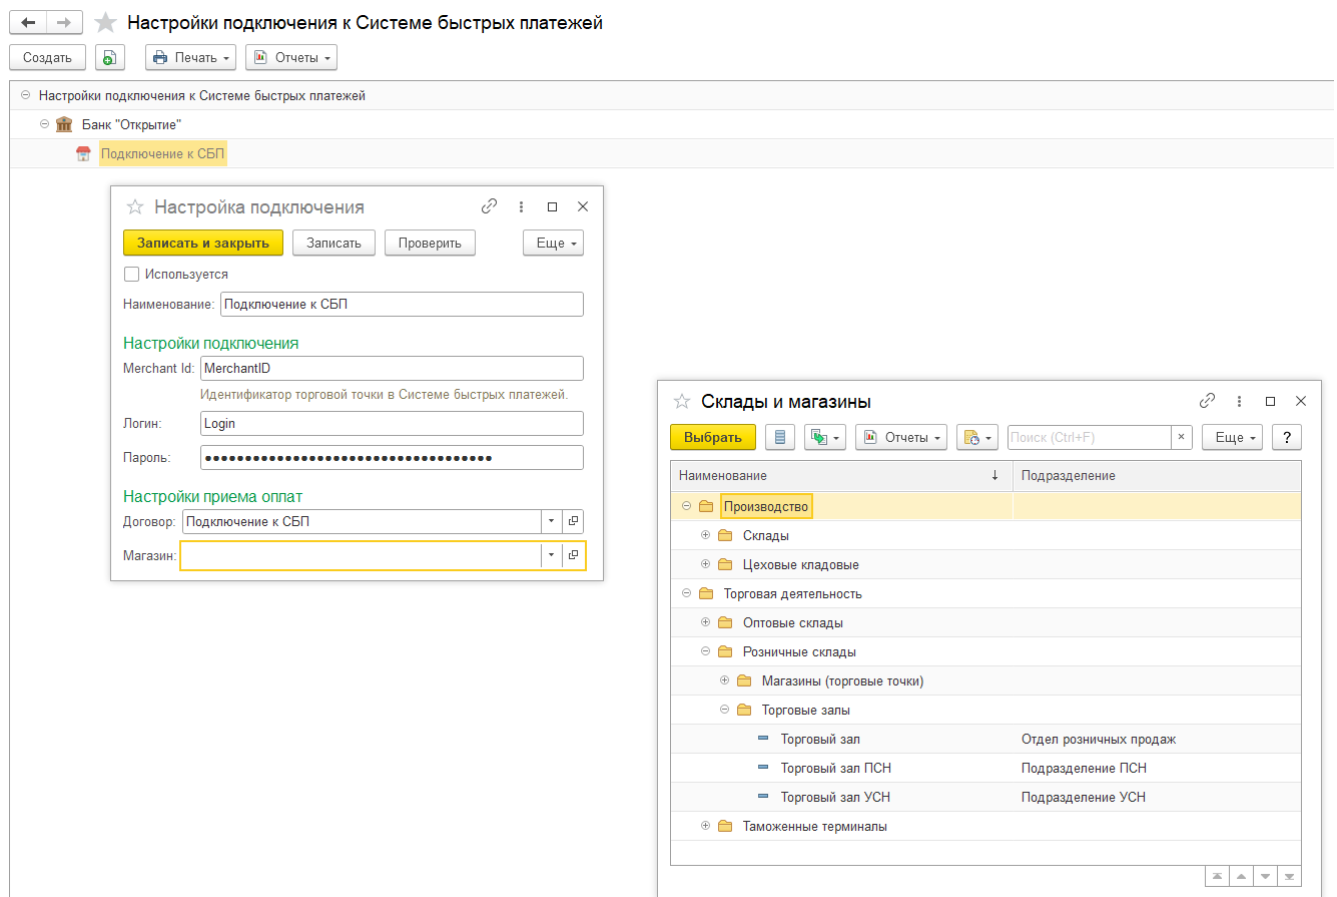 Настройки подключения к Системе быстрых платежей
Создать Печать Отчеты
Настройки подключения к Системе быстрых платежей
Банк "Открытие"
Подключение к СБП
Настройка подключения
Записать и закрыть Записать Проверить Еще
Используется
Наименование: Подключение к СБП
Настройки подключения
Merchant Id: MerchantID
Идентификатор торговой точки в Системе быстрых платежей.
Логин: Login
Пароль:
Настройки приема оплат
Договор: Подключение к СБП
Магазин:
Склады и магазины
Выбрать Отчеты Поиск (Ctrl+F) × Еще ?
Наименование ↓ Подразделение
Производство
Склады
Цеховые кладовые
Торговая деятельность
Оптовые склады
Розничные склады
Магазины (торговые точки)
Торговые залы
Торговый зал Отдел розничных продаж
Торговый зал ПСН Подразделение ПСН
Торговый зал УСН Подразделение УСН
Таможенные терминалы